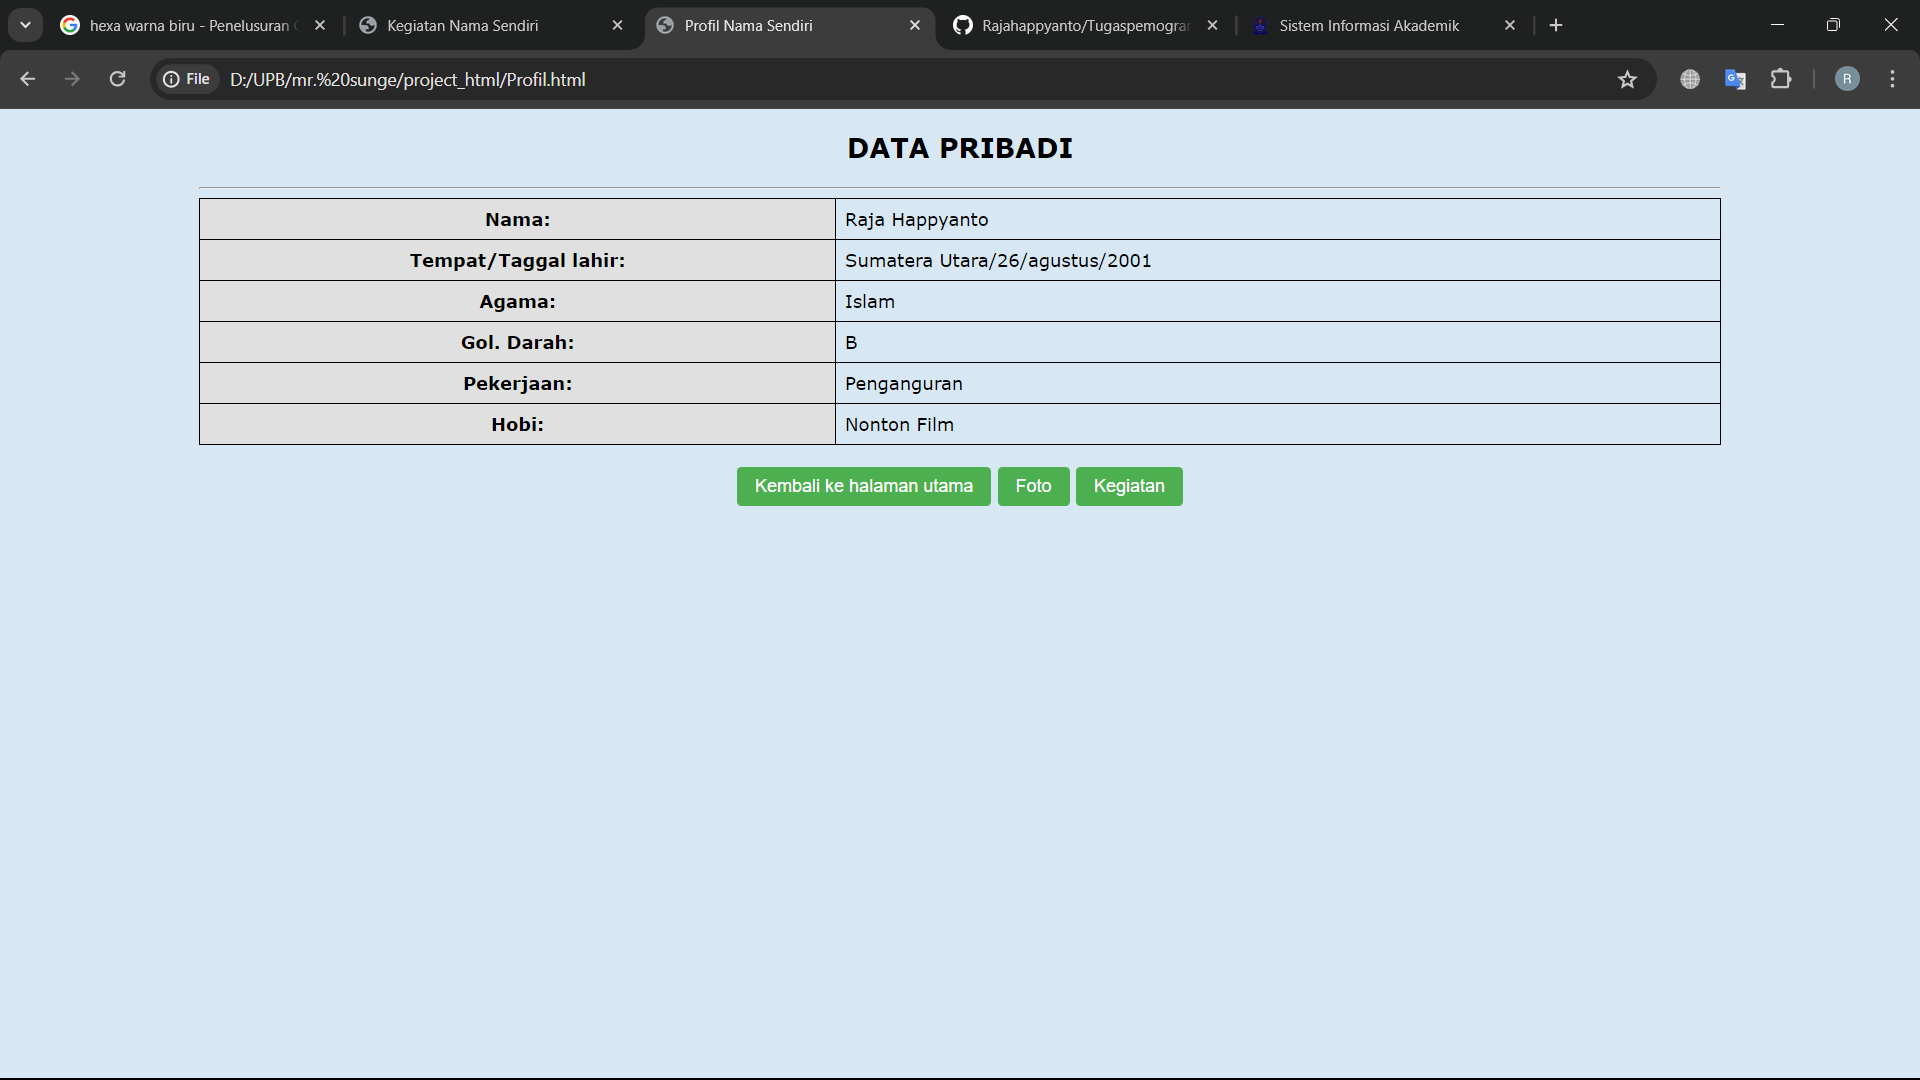 hexa warna biru - Penelusuran
Kegiatan Nama Sendiri
Profil Nama Sendiri
Rajahappyanto/Tugaspemogra
Sistem Informasi Akademik
File
D:/UPB/mr.%20sunge/project_html/Profil.html
R
DATA PRIBADI
Nama: Raja Happyanto
Tempat/Taggal lahir: Sumatera Utara/26/agustus/2001
Agama: Islam
Gol. Darah: B
Pekerjaan: Penganguran
Hobi: Nonton Film
Kembali ke halaman utama Foto Kegiatan